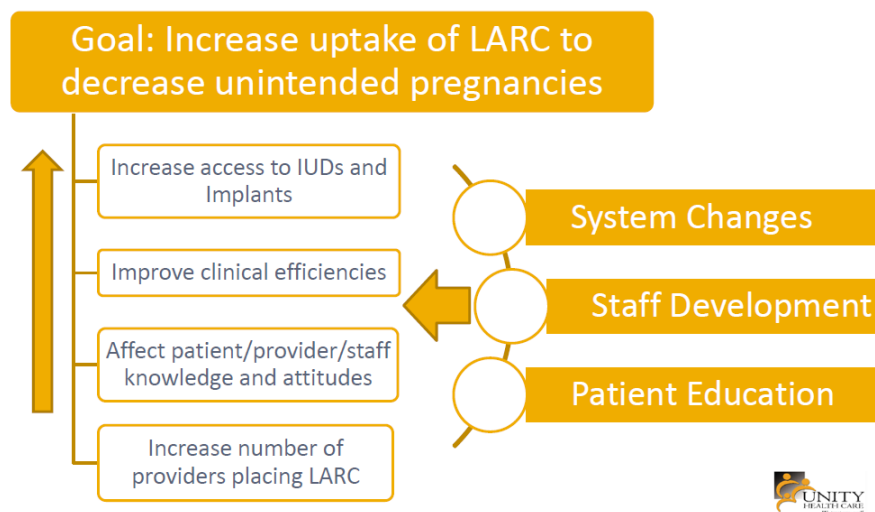 Goal: Increase uptake of LARC to
decrease unintended pregnancies
Increase access to IUDs and
Implants
Improve clinical efficiencies
Affect patient/provider/staff
knowledge and attitudes
Increase number of
providers placing LARC
System Changes
Staff Development
Patient Education
UNITY
HEALTH CARE